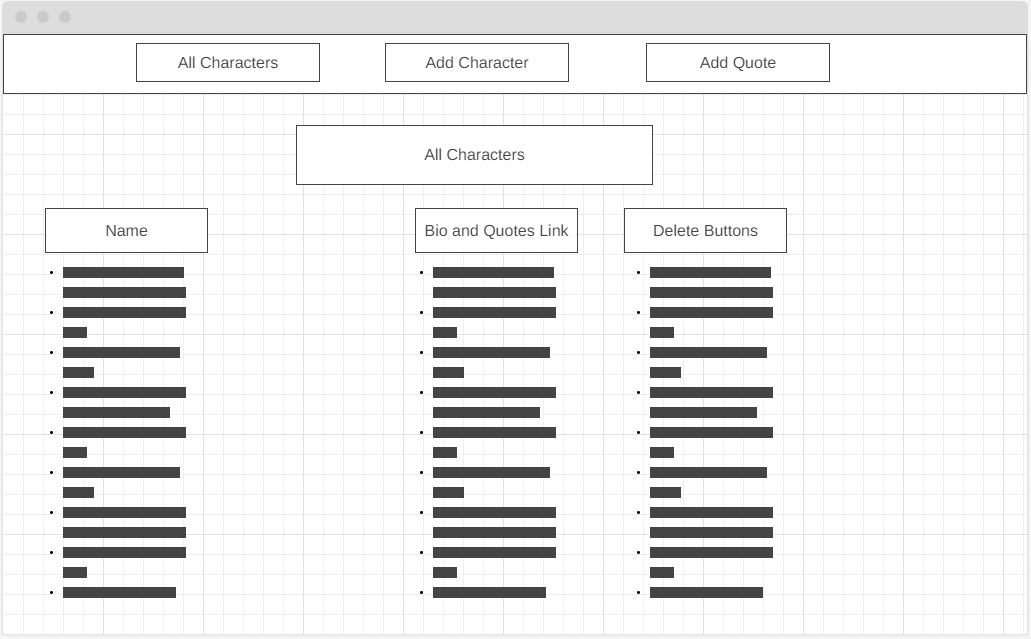 All Characters
Add Character
Add Quote
All Characters
Name
Bio and Quotes Link
Delete Buttons